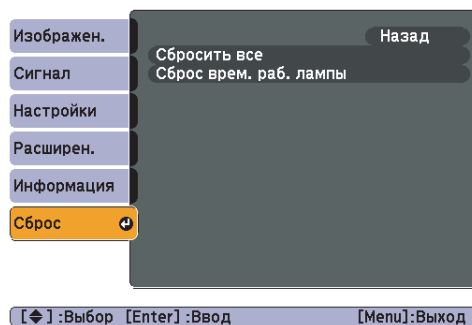 Изображен.
Сигнал
Настройки
Расширен.
Информация
Сброс
Назад
Сбросить все
Сброс врем. раб. лампы
[ ] :Выбор [Enter] :Ввод [Menu]:Выход